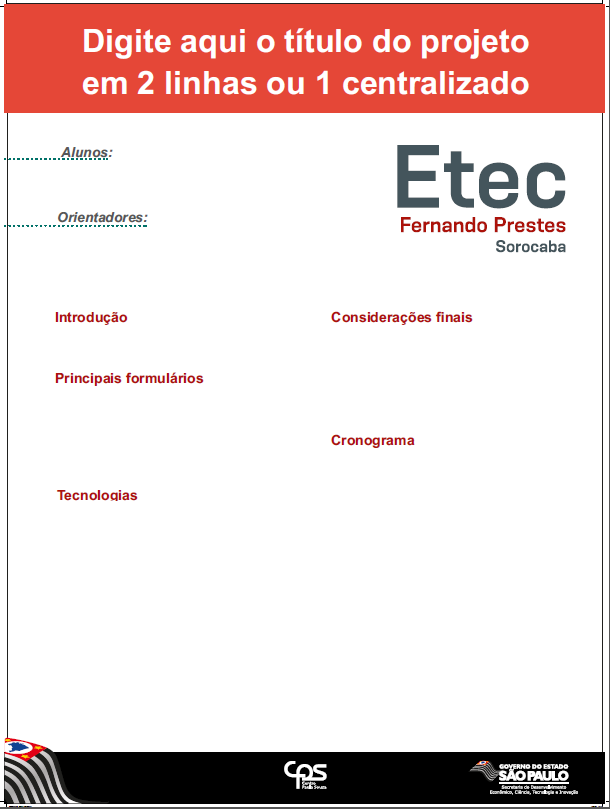 Digite aqui o título do projeto
em 2 linhas ou 1 centralizado
Alunos:
Orientadores:
Etec
Fernando Prestes
Sorocaba
Introdução
Principais formulários
Tecnologias
Considerações finais
Cronograma
CPS
Centro
Paula Souza
GOVERNO DO ESTADO
SÃO PAULO
Secretaria de Desenvolvimento
Econômico, Ciência, Tecnologia e Inovação